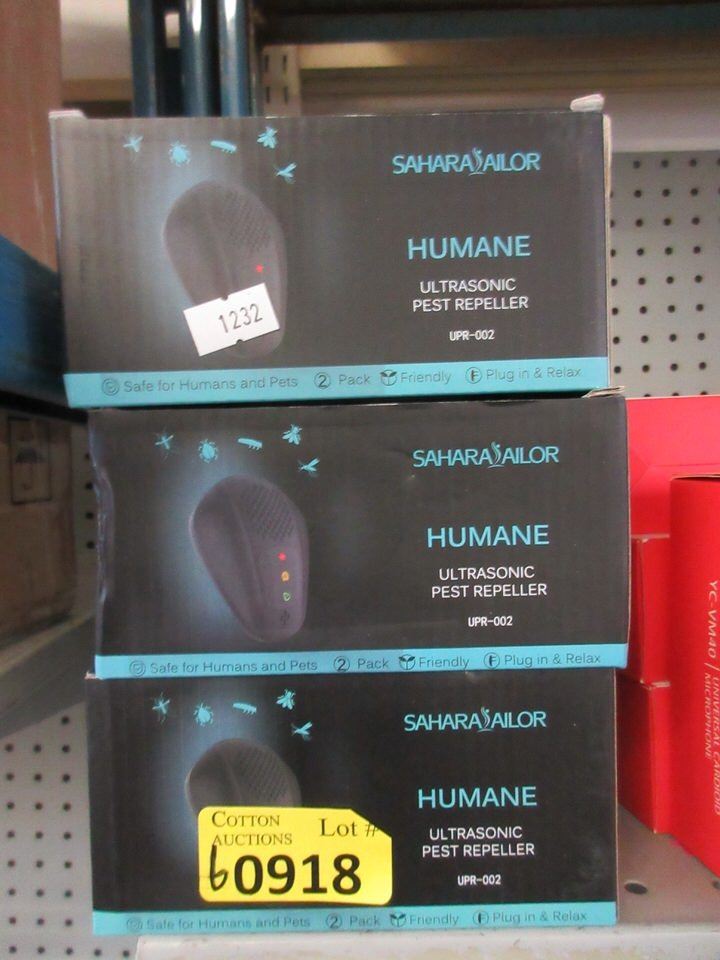 SAHARASAILOR
HUMANE
ULTRASONIC
PEST REPELLER
UPR-002
1232
Safe for Humans and Pets 2 Pack Friendly F Plug in & Relax
SAHARASAILOR
HUMANE
ULTRASONIC
PEST REPELLER
UPR-002
Safe for Humans and Pets 2 Pack Friendly F Plug in & Relax
SAHARASAILOR
HUMANE
ULTRASONIC
PEST REPELLER
UPR-002
COTTON
AUCTIONS
Lot #
60918
Safe for Humans and Pets 2 Pack Friendly F Plug in & Relax
YC-VM40 / UNIVERSAL CARDIOID
MICROPHONE